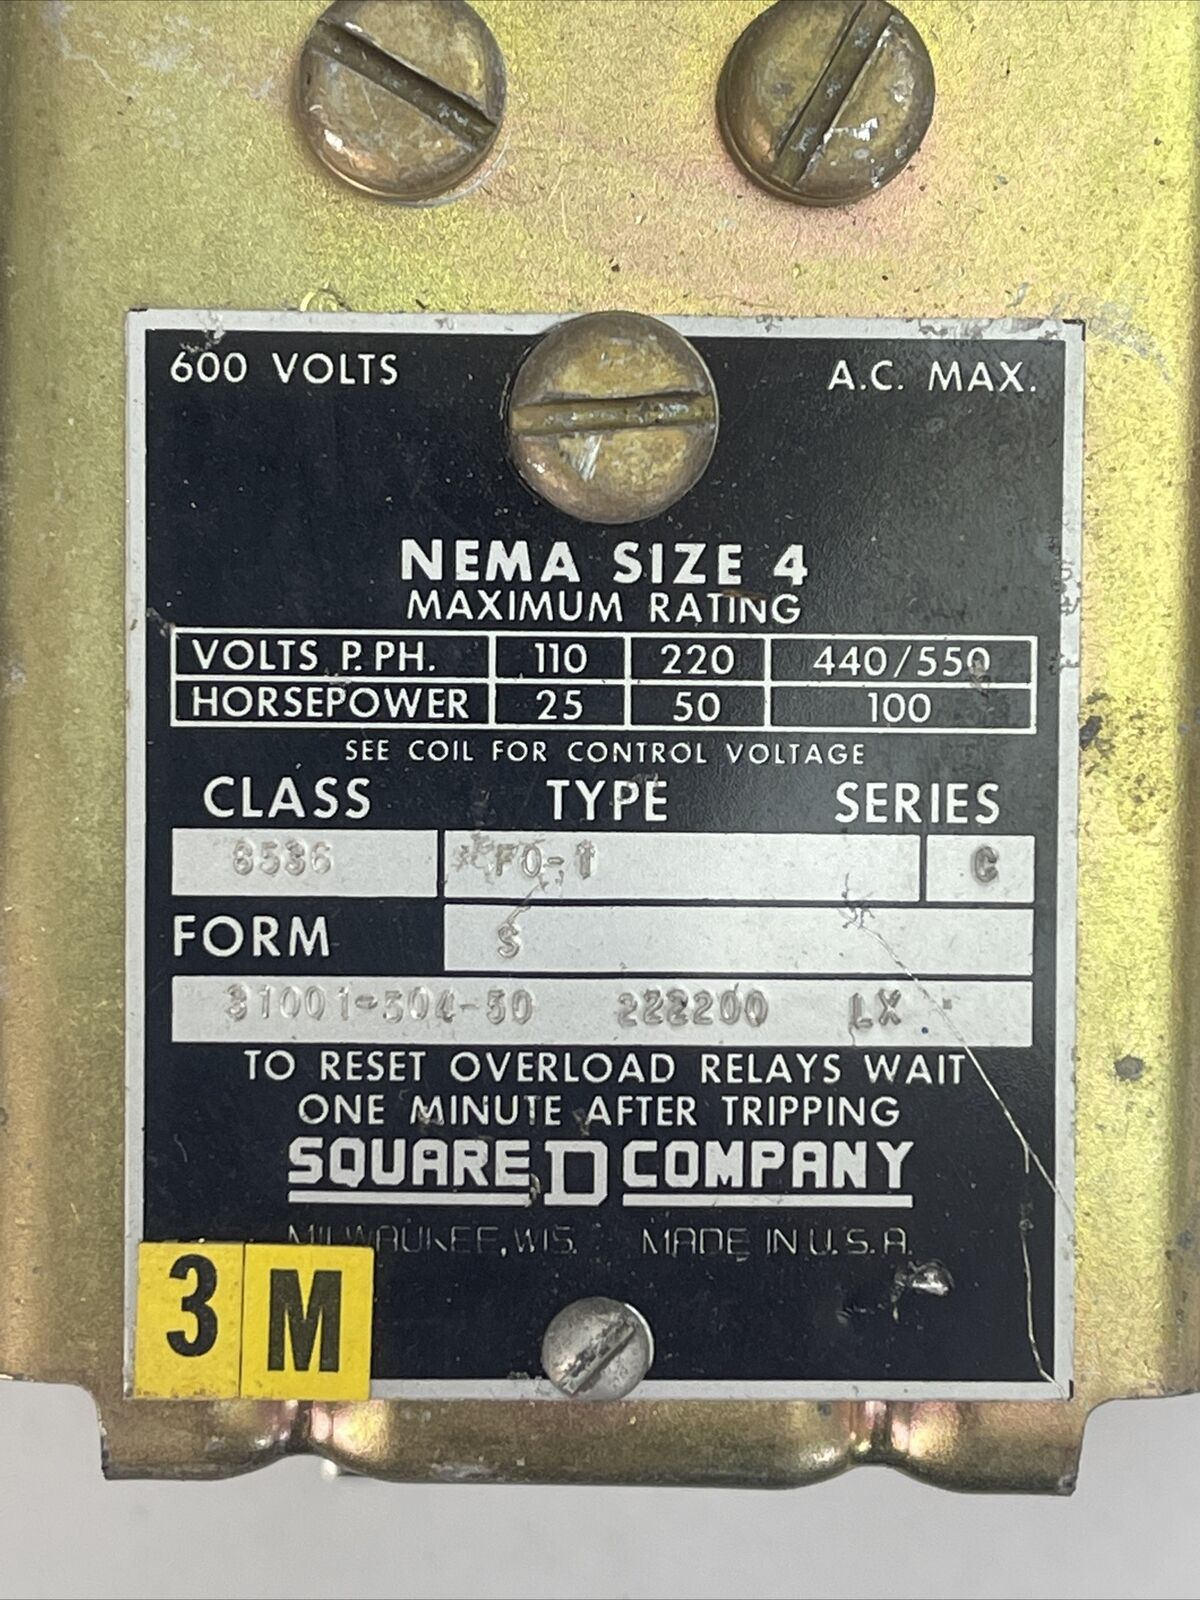 600 VOLTS A.C. MAX.
NEMA SIZE 4
MAXIMUM RATING
VOLTS P. PH. 110 220 440/550
HORSEPOWER 25 50 100
SEE COIL FOR CONTROL VOLTAGE
CLASS TYPE SERIES
8536 FO-1 C
FORM S
31001-504-50 222200 LX
TO RESET OVERLOAD RELAYS WAIT
ONE MINUTE AFTER TRIPPING
SQUARE D COMPANY
MILWAUKEE, WIS. MADE IN U.S.A.
3 M